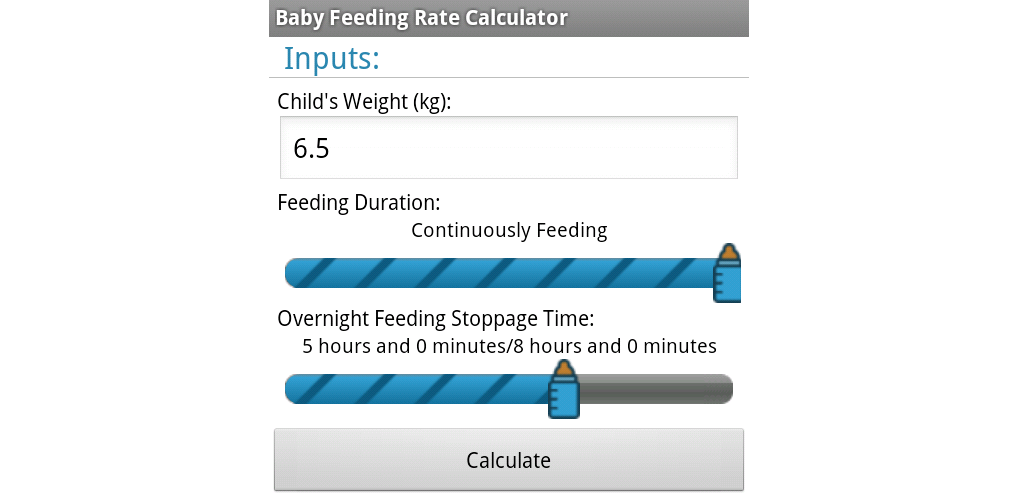 Baby Feeding Rate Calculator
Inputs:
Child's Weight (kg):
6.5
Feeding Duration:
Continuously Feeding
Overnight Feeding Stoppage Time:
5 hours and 0 minutes/8 hours and 0 minutes
Calculate